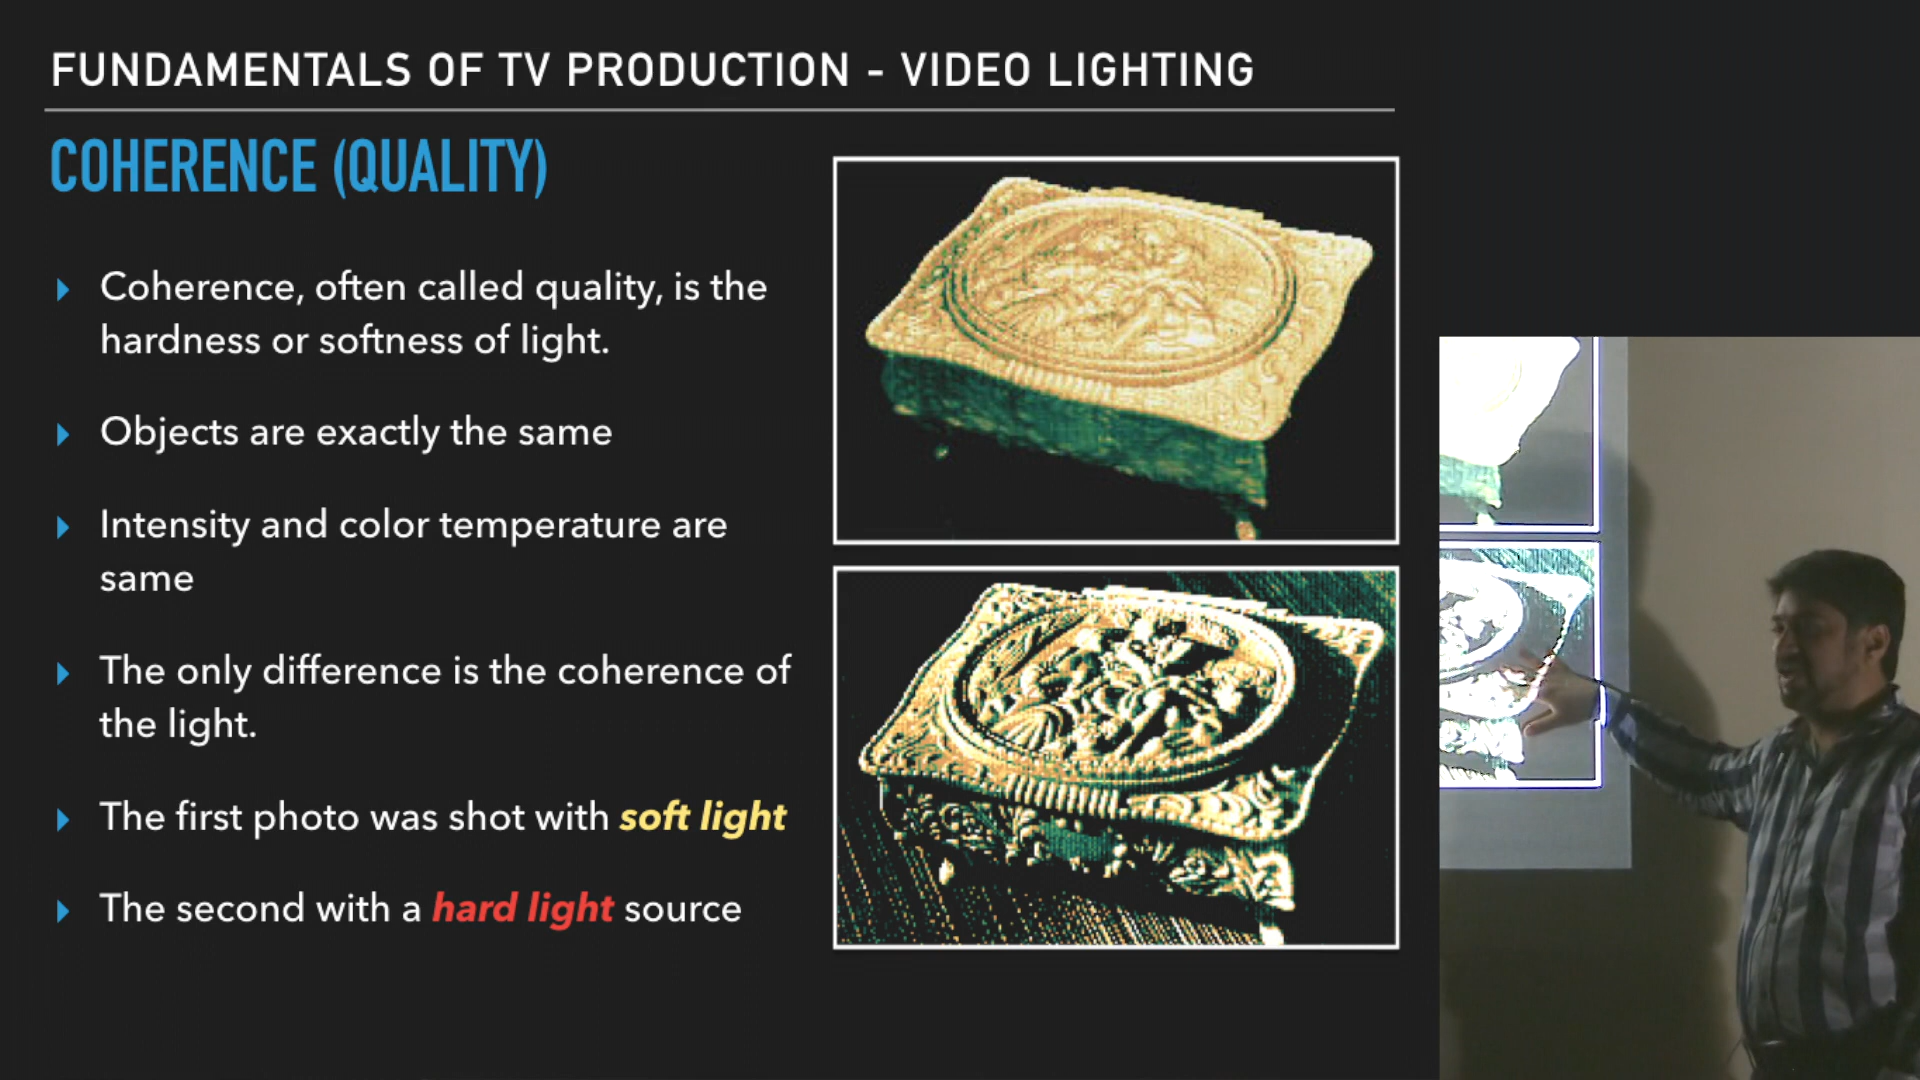 FUNDAMENTALS OF TV PRODUCTION - VIDEO LIGHTING
COHERENCE (QUALITY)
Coherence, often called quality, is the
hardness or softness of light.
Objects are exactly the same
Intensity and color temperature are
same
The only difference is the coherence of
the light.
The first photo was shot with soft light
The second with a hard light source